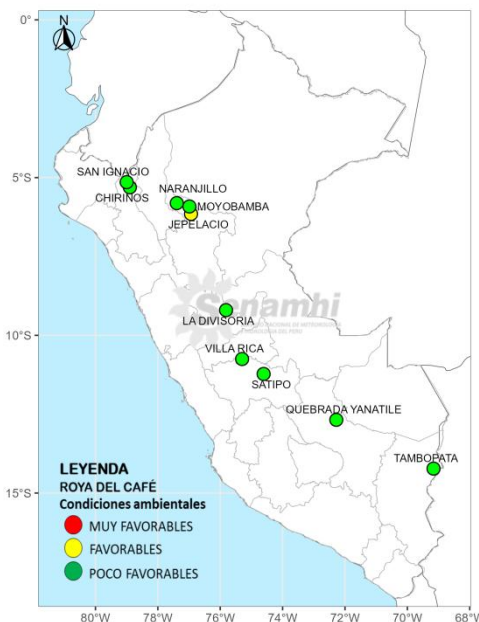 N
0°
SAN IGNACIO
CHIRINOS
NARANJILLO
MOYOBAMBA
JEPELACIO
5°S
Senamhi
LA DIVISORIA
10°S
VILLA RICA
SATIPO
QUEBRADA YANATILE
TAMBOPATA
LEYENDA
ROYA DEL CAFÉ
Condiciones ambientales
MUY FAVORABLES
FAVORABLES
POCO FAVORABLES
15°S
80°W 78°W 76°W 74°W 72°W 70°W 68°W